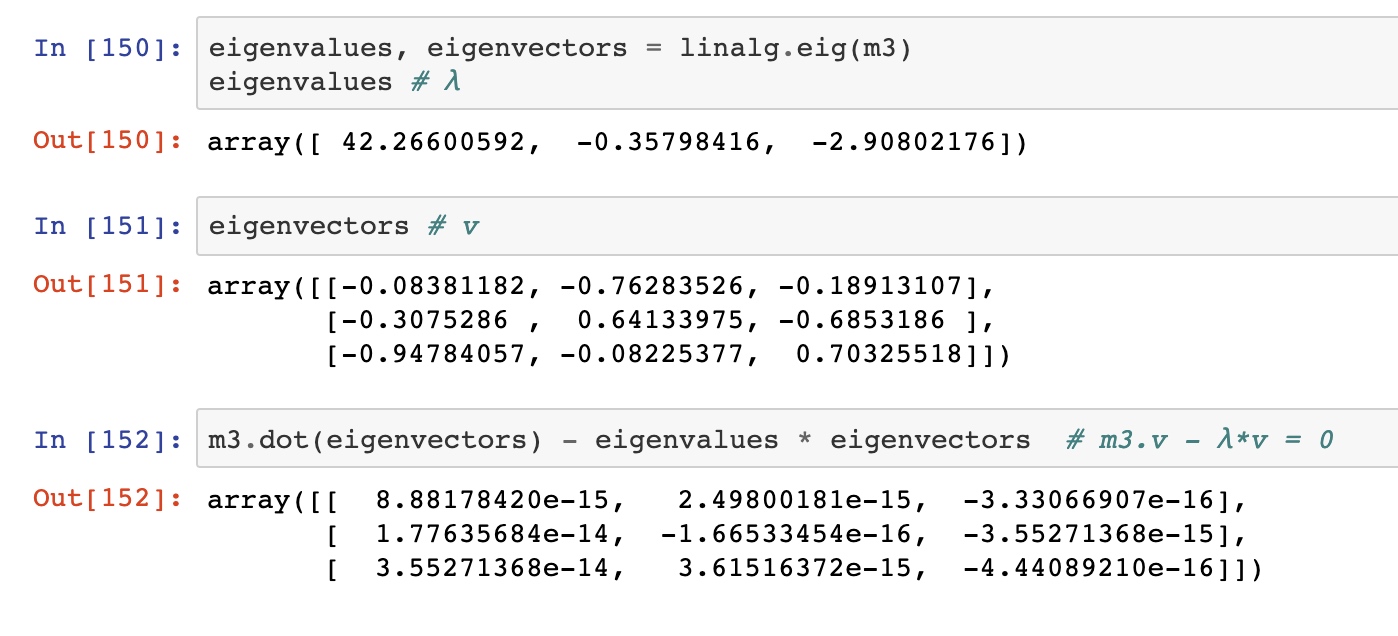 In [150]: eigenvalues, eigenvectors = linalg.eig(m3)
eigenvalues # λ
Out[150]: array([ 42.26600592,  -0.35798416,  -2.90802176])
In [151]: eigenvectors # v
Out[151]: array([[-0.08381182, -0.76283526, -0.18913107],
[-0.3075286 ,  0.64133975, -0.6853186 ],
[-0.94784057, -0.08225377,  0.70325518]])
In [152]: m3.dot(eigenvectors) - eigenvalues * eigenvectors  # m3.v - λ*v = 0
Out[152]: array([[  8.88178420e-15,   2.49800181e-15,  -3.33066907e-16],
[  1.77635684e-14,  -1.66533454e-16,  -3.55271368e-15],
[  3.55271368e-14,   3.61516372e-15,  -4.44089210e-16]])